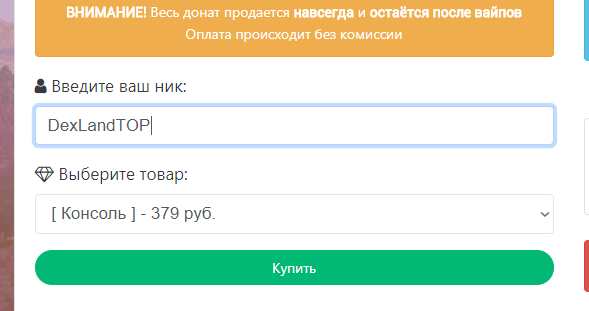 ВНИМАНИЕ! Весь донат продается навсегда и остаётся после вайпов
Оплата происходит без комиссии
Введите ваш ник:
DexLandTOP
Выберите товар:
[ Консоль ] - 379 руб.
Купить